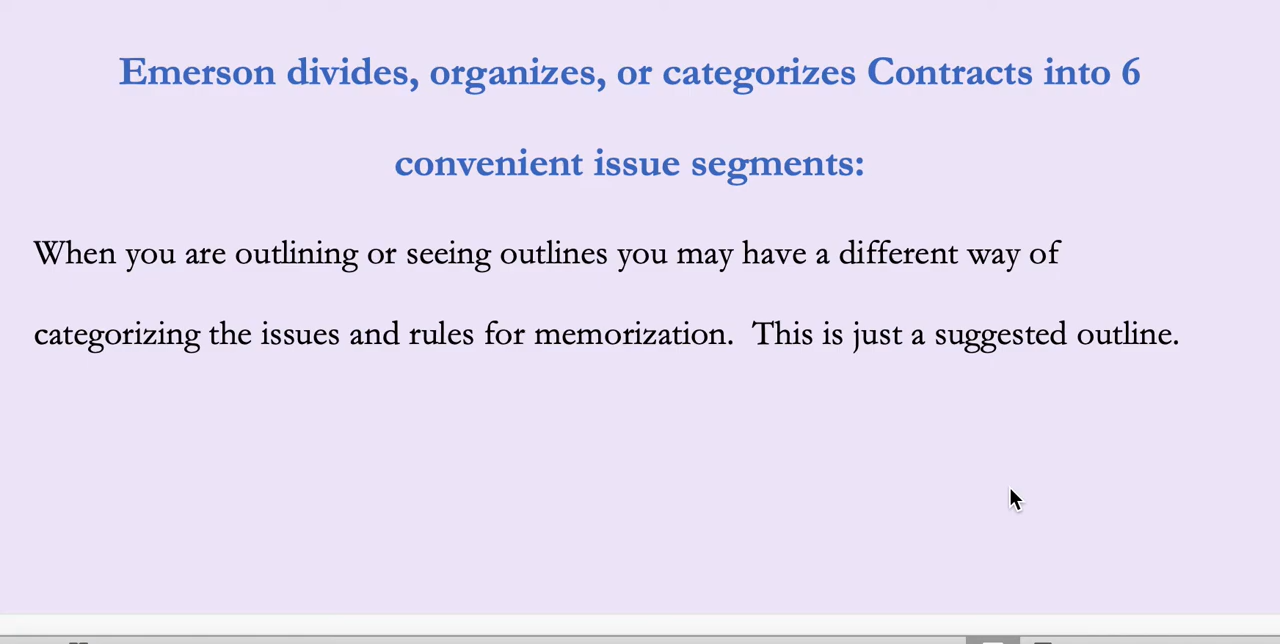 Emerson divides, organizes, or categorizes Contracts into 6
convenient issue segments:
When you are outlining or seeing outlines you may have a different way of
categorizing the issues and rules for memorization.  This is just a suggested outline.